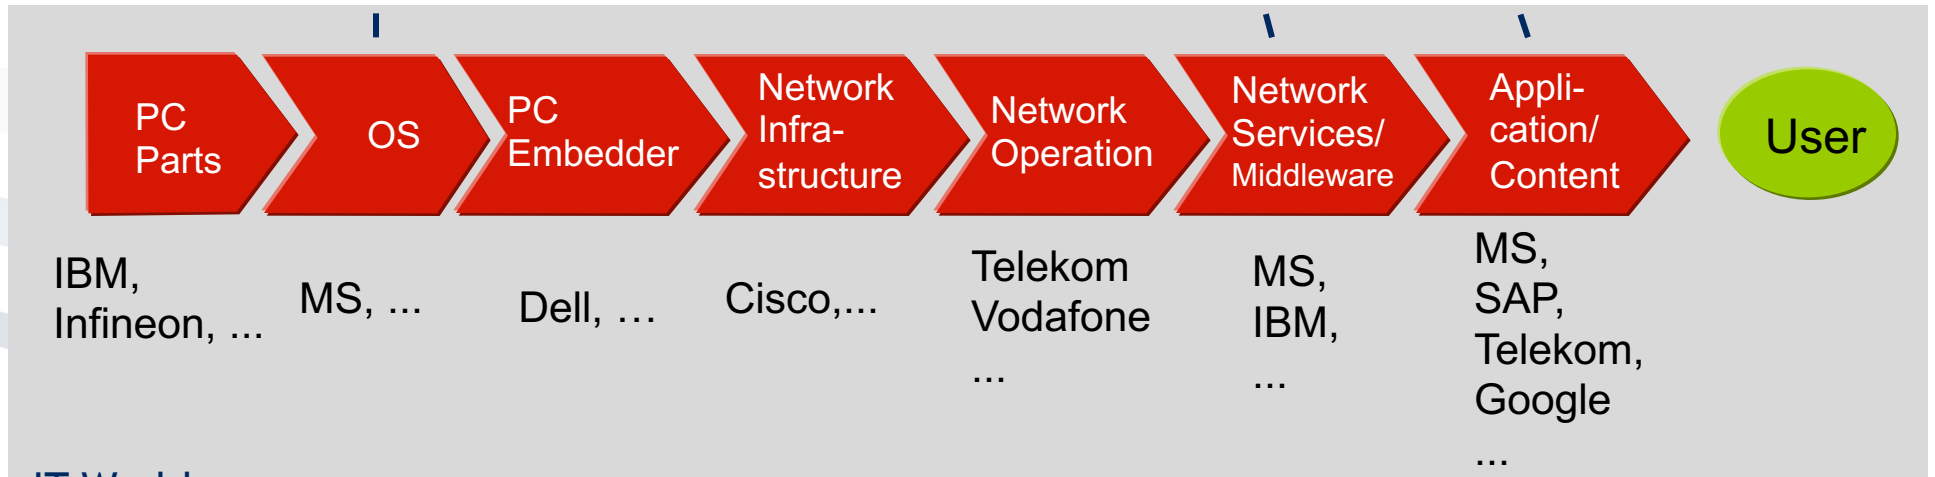 PC
Parts
OS
PC
Embedder
Network
Infra-
structure
Network
Operation
Network
Services/
Middleware
Appli-
cation/
Content
User
IBM,
Infineon, ...
MS, ...
Dell, …
Cisco,...
Telekom
Vodafone
...
MS,
IBM,
...
MS,
SAP,
Telekom,
Google
...